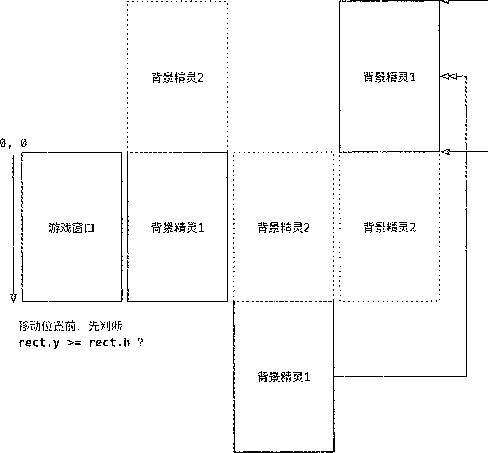 背景精灵2
背景精灵1
0, 0
游戏窗口
背景精灵1
背景精灵2
背景精灵2
移动位置前，先判断
rect.y >= rect.h ?
背景精灵1